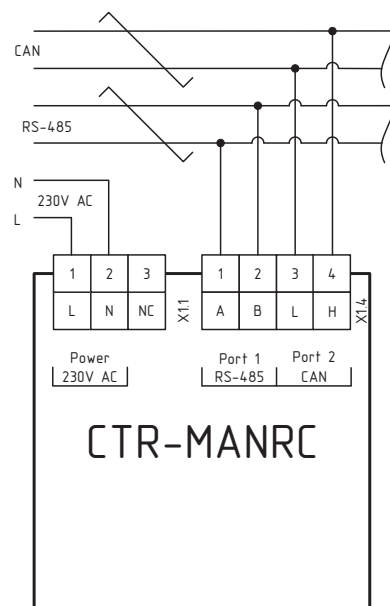 CAN
RS-485
N
230V AC
L
1 2 3
L N NC
X1.1
1 2 3 4
A B L H
X1.4
Power
230V AC
Port 1 Port 2
RS-485 CAN
CTR-MANRC